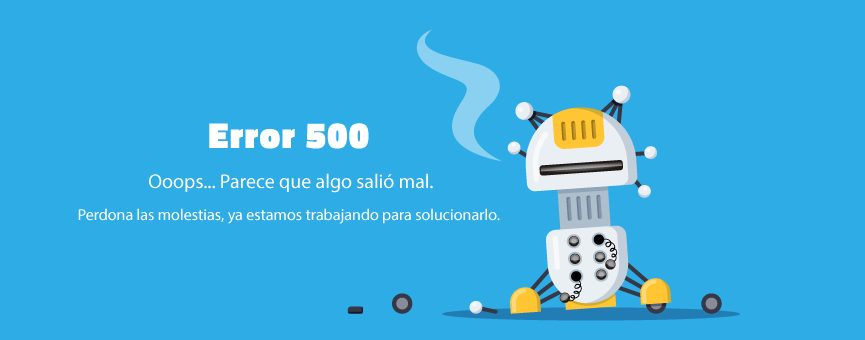 Error 500
Ooops... Parece que algo salió mal.
Perdona las molestias, ya estamos trabajando para solucionarlo.